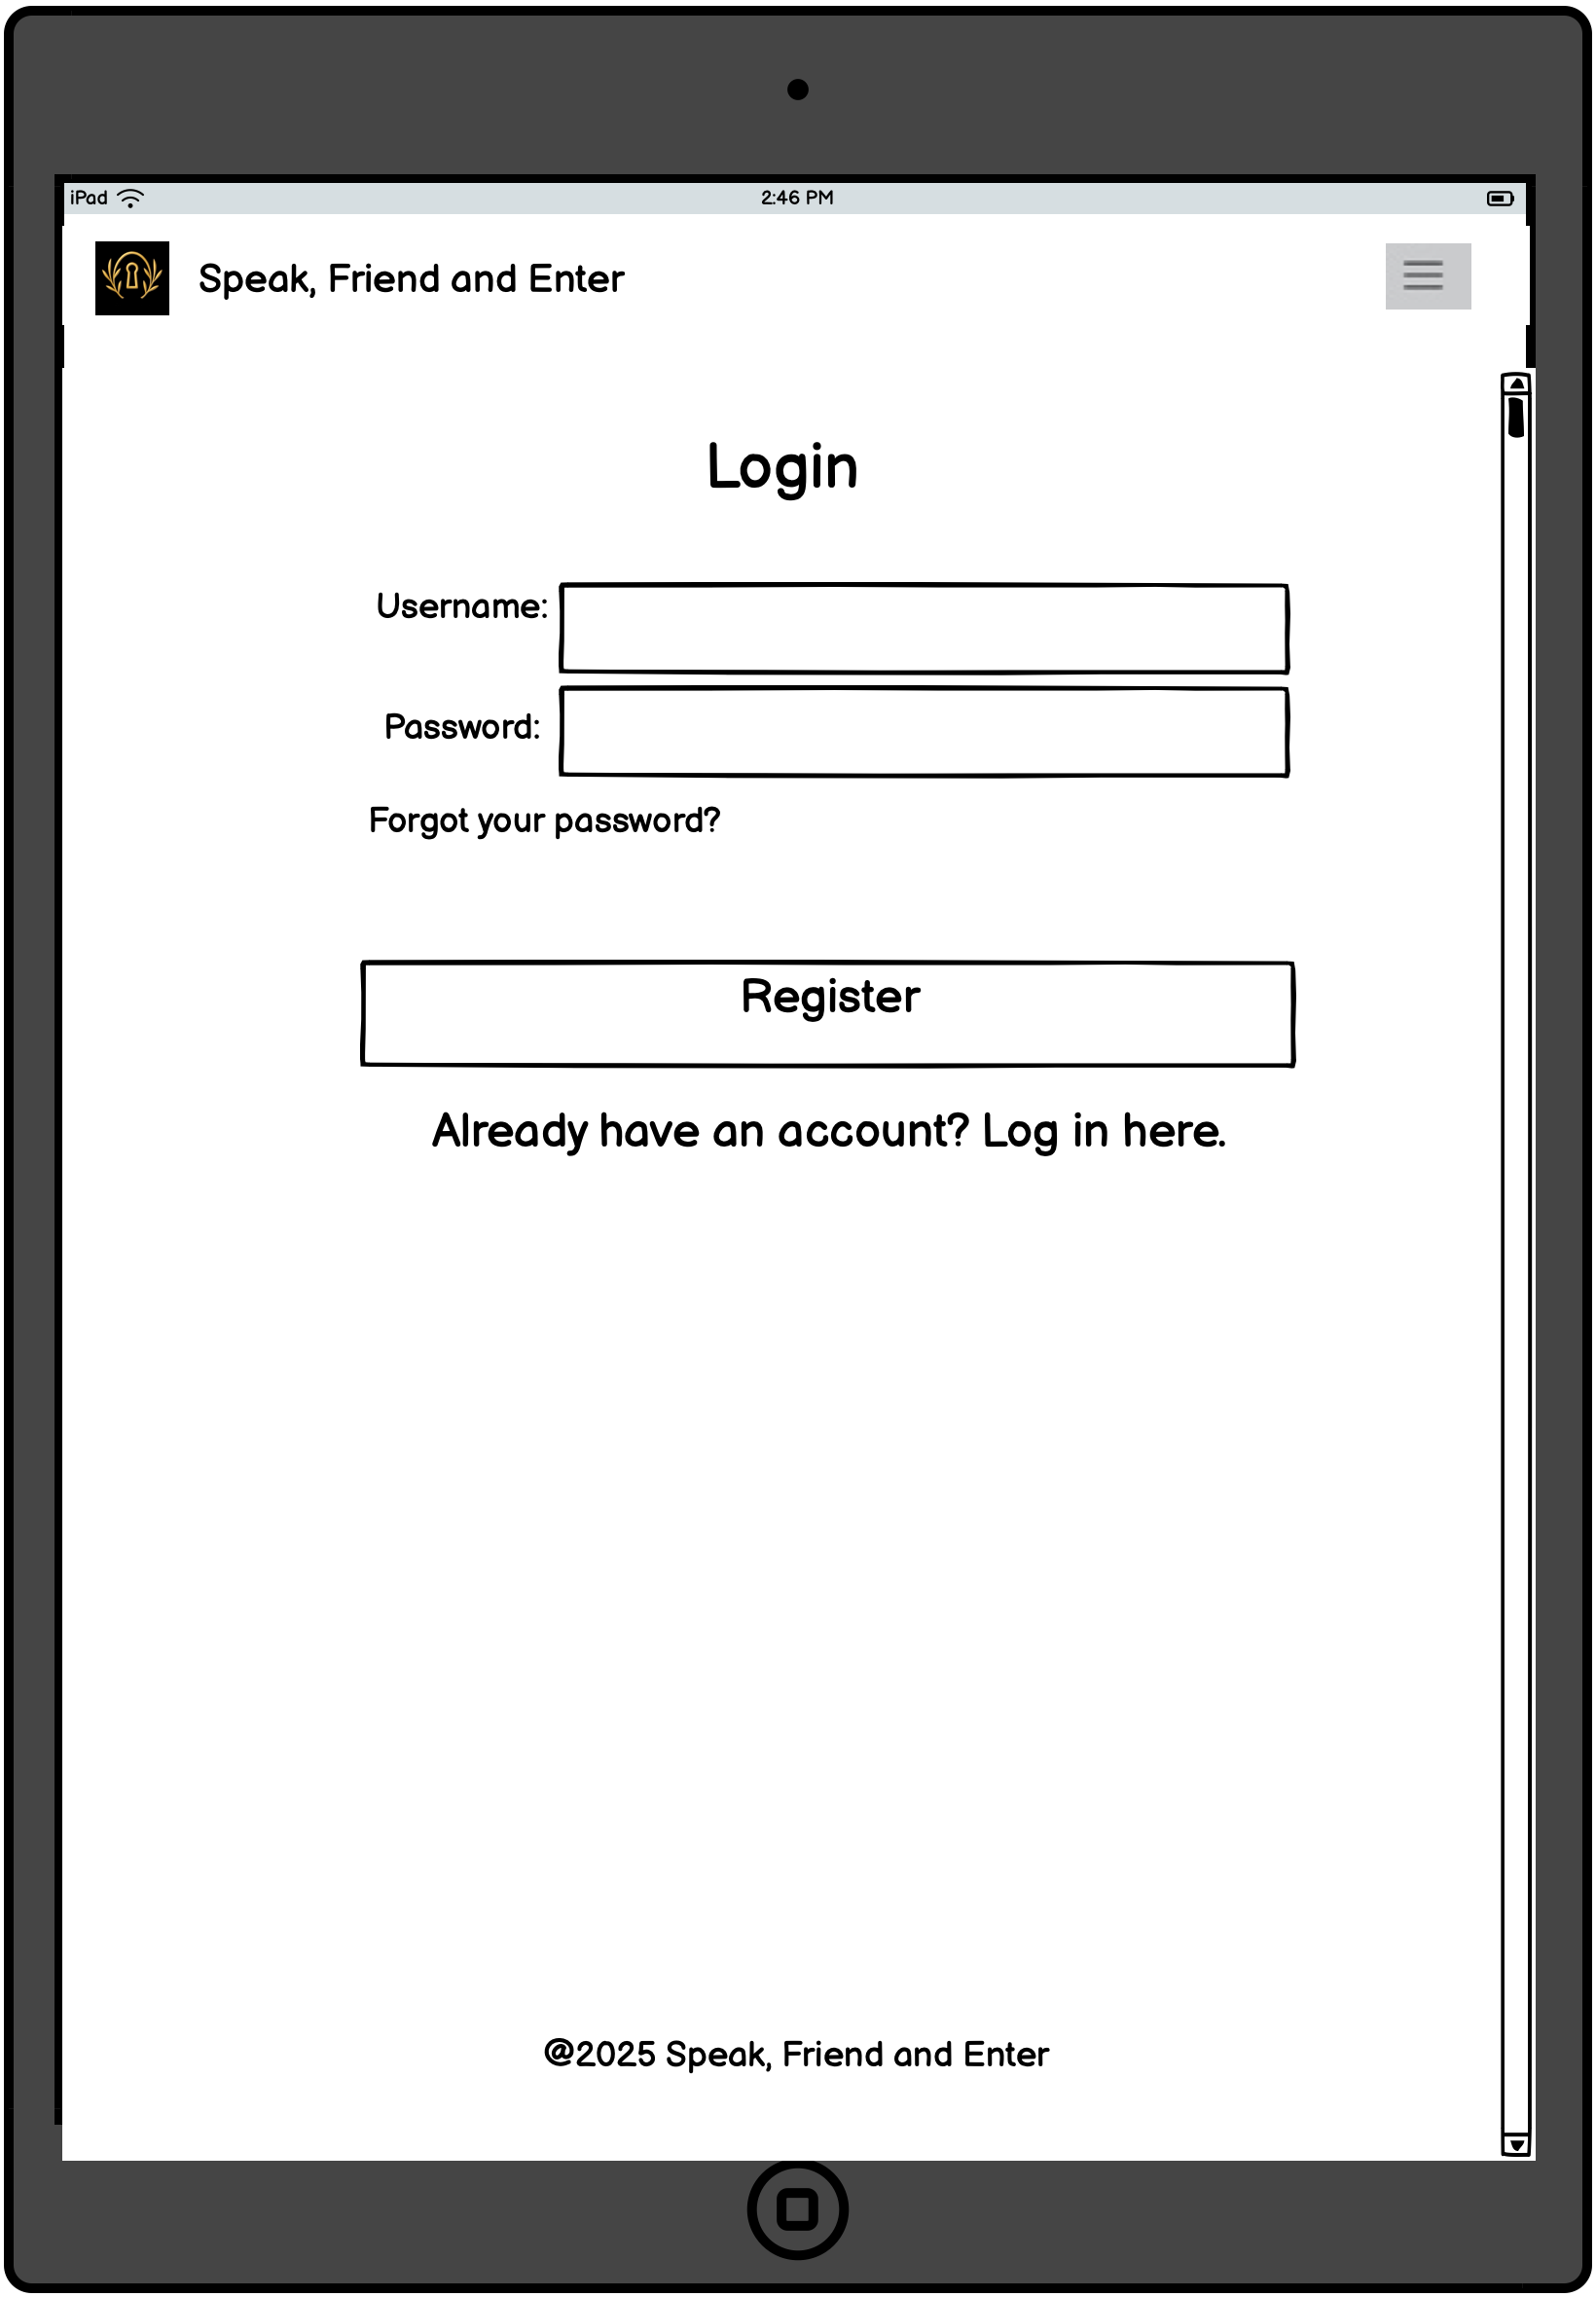 iPad 2:46 PM
Speak, Friend and Enter
Login
Username:
Password:
Forgot your password?
Register
Already have an account? Log in here.
@2025 Speak, Friend and Enter